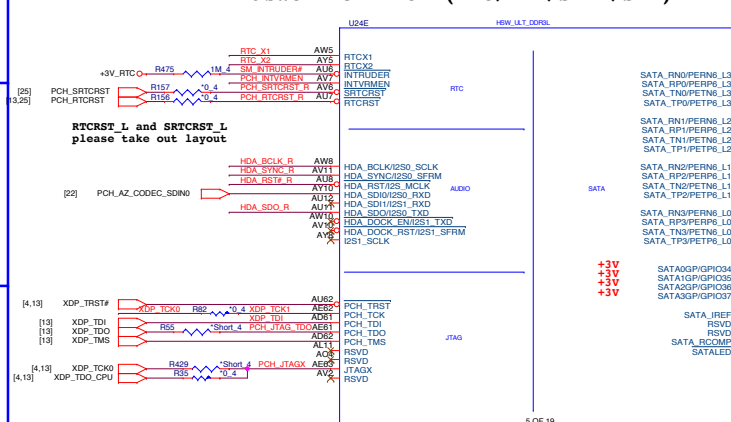 U24E
HSW_ULT_DDR3L
RTC_X1 AW5 RTCX1
RTC_X2 AY5 RTCX2
+3V_RTC R475 1M_4 SM_INTRUDER# AU6 INTRUDER SATA_RN0/PERN6_L3
PCH_INTVRMEN AV7 INTVRMEN SATA_RP0/PERP6_L3
[25] PCH_SRTCRST R157 *0_4 PCH_SRTCRST_R AV6 SRTCRST RTC SATA_TN0/PETN6_L3
[13,25] PCH_RTCRST R156 *0_4 PCH_RTCRST_R AU7 RTCRST SATA_TP0/PETP6_L3
RTCRST_L and SRTCRST_L
please take out layout
SATA_RN1/PERN6_L2
SATA_RP1/PERP6_L2
SATA_TN1/PETN6_L2
SATA_TP1/PETP6_L2
HDA_BCLK_R AW8 HDA_BCLK/I2S0_SCLK SATA_RN2/PERN6_L1
HDA_SYNC_R AV11 HDA_SYNC/I2S0_SFRM SATA_RP2/PERP6_L1
HDA_RST#_R AU8 HDA_RST/I2S_MCLK AUDIO SATA SATA_TN2/PETN6_L1
[22] PCH_AZ_CODEC_SDIN0 AY10 HDA_SDI0/I2S0_RXD SATA_TP2/PETP6_L1
AU12 HDA_SDI1/I2S1_RXD
HDA_SDO_R AU11 HDA_SDO/I2S0_TXD SATA_RN3/PERN6_L0
AW10 HDA_DOCK_EN/I2S1_TXD SATA_RP3/PERP6_L0
AV10 HDA_DOCK_RST/I2S1_SFRM SATA_TN3/PETN6_L0
AY8 I2S1_SCLK SATA_TP3/PETP6_L0
+3V SATA0GP/GPIO34
+3V SATA1GP/GPIO35
+3V SATA2GP/GPIO36
+3V SATA3GP/GPIO37
[4,13] XDP_TRST# AU62 PCH_TRST
XDP_TCK0 R82 *0_4 XDP_TCK1 AE62 PCH_TCK SATA_IREF
[13] XDP_TDI XDP_TDI AD61 PCH_TDI RSVD
[13] XDP_TDO R55 *Short_4 PCH_JTAG_TDO AE61 PCH_TDO RSVD
[13] XDP_TMS AD62 PCH_TMS JTAG SATA_RCOMP
AL11 RSVD SATALED
RSVD
[4,13] XDP_TCK0 R429 *Short_4 PCH_JTAGX AE63 JTAGX
[4,13] XDP_TDO_CPU R35 *0_4 AV2 RSVD
5 OF 19